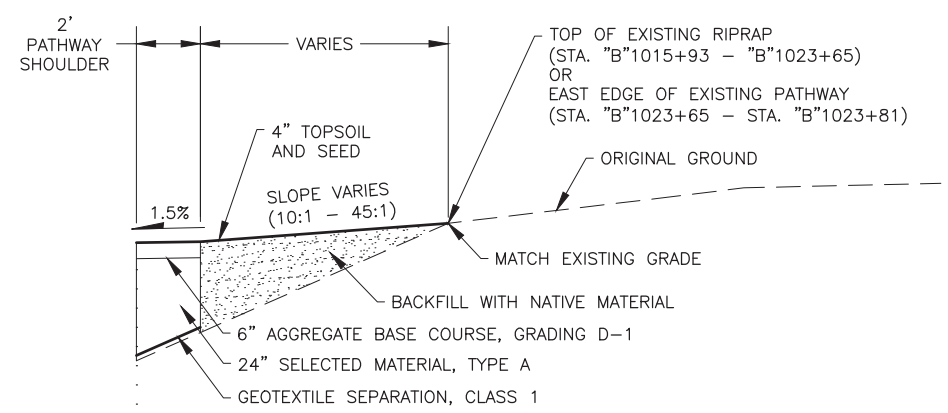 2'
PATHWAY
SHOULDER
VARIES
TOP OF EXISTING RIPRAP
(STA. "B"1015+93 – "B"1023+65)
OR
EAST EDGE OF EXISTING PATHWAY
(STA. "B"1023+65 – STA. "B"1023+81)
4" TOPSOIL
AND SEED
ORIGINAL GROUND
SLOPE VARIES
(10:1 – 45:1)
1.5%
MATCH EXISTING GRADE
BACKFILL WITH NATIVE MATERIAL
6" AGGREGATE BASE COURSE, GRADING D–1
24" SELECTED MATERIAL, TYPE A
GEOTEXTILE SEPARATION, CLASS 1